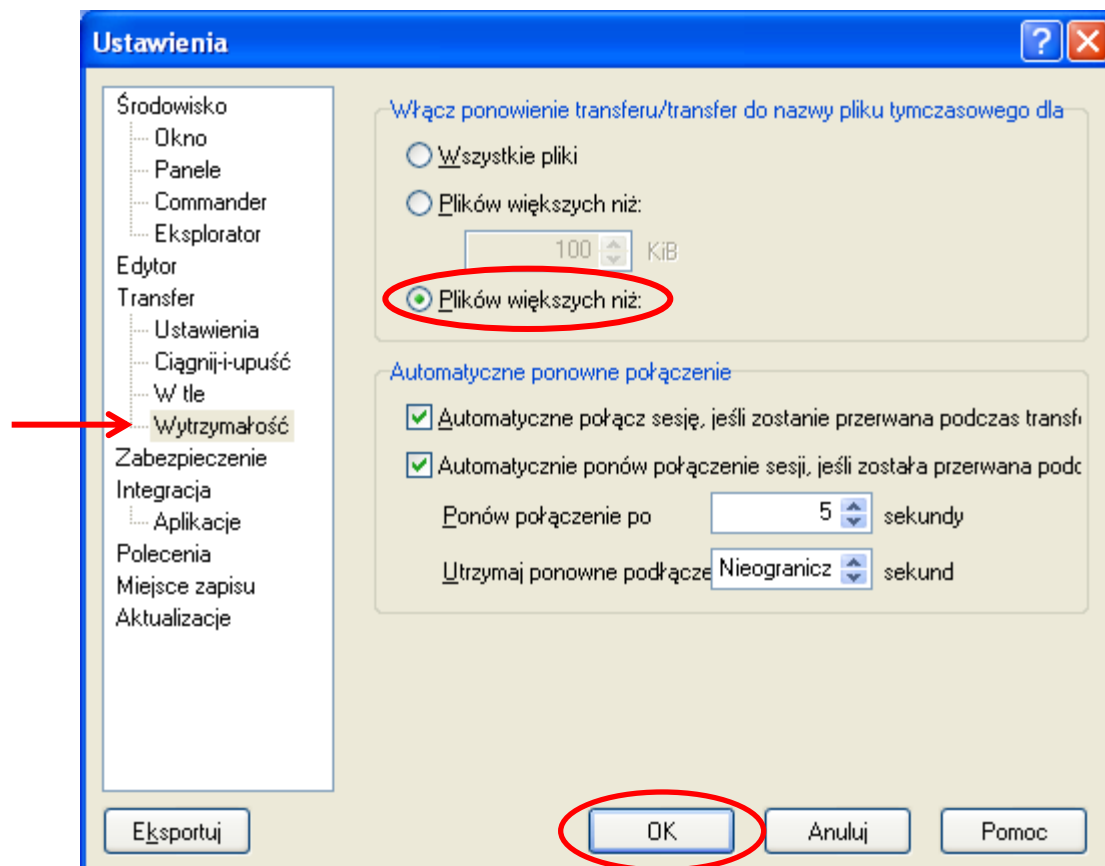 Ustawienia
Środowisko
Okno
Panele
Commander
Eksplorator
Edytor
Transfer
Ustawienia
Ciągnij-i-upuść
W tle
Wytrzymałość
Zabezpieczenie
Integracja
Aplikacje
Polecenia
Miejsce zapisu
Aktualizacje
Włącz ponowienie transferu/transfer do nazwy pliku tymczasowego dla
Wszystkie pliki
Plików większych niż:
100 KiB
Plików większych niż:
Automatyczne ponowne połączenie
Automatyczne połącz sesję, jeśli zostanie przerwana podczas transf
Automatycznie ponów połączenie sesji, jeśli została przerwana podc
Ponów połączenie po 5 sekundy
Utrzymaj ponowne podłącze Nieogranicz sekund
Eksportuj OK Anuluj Pomoc